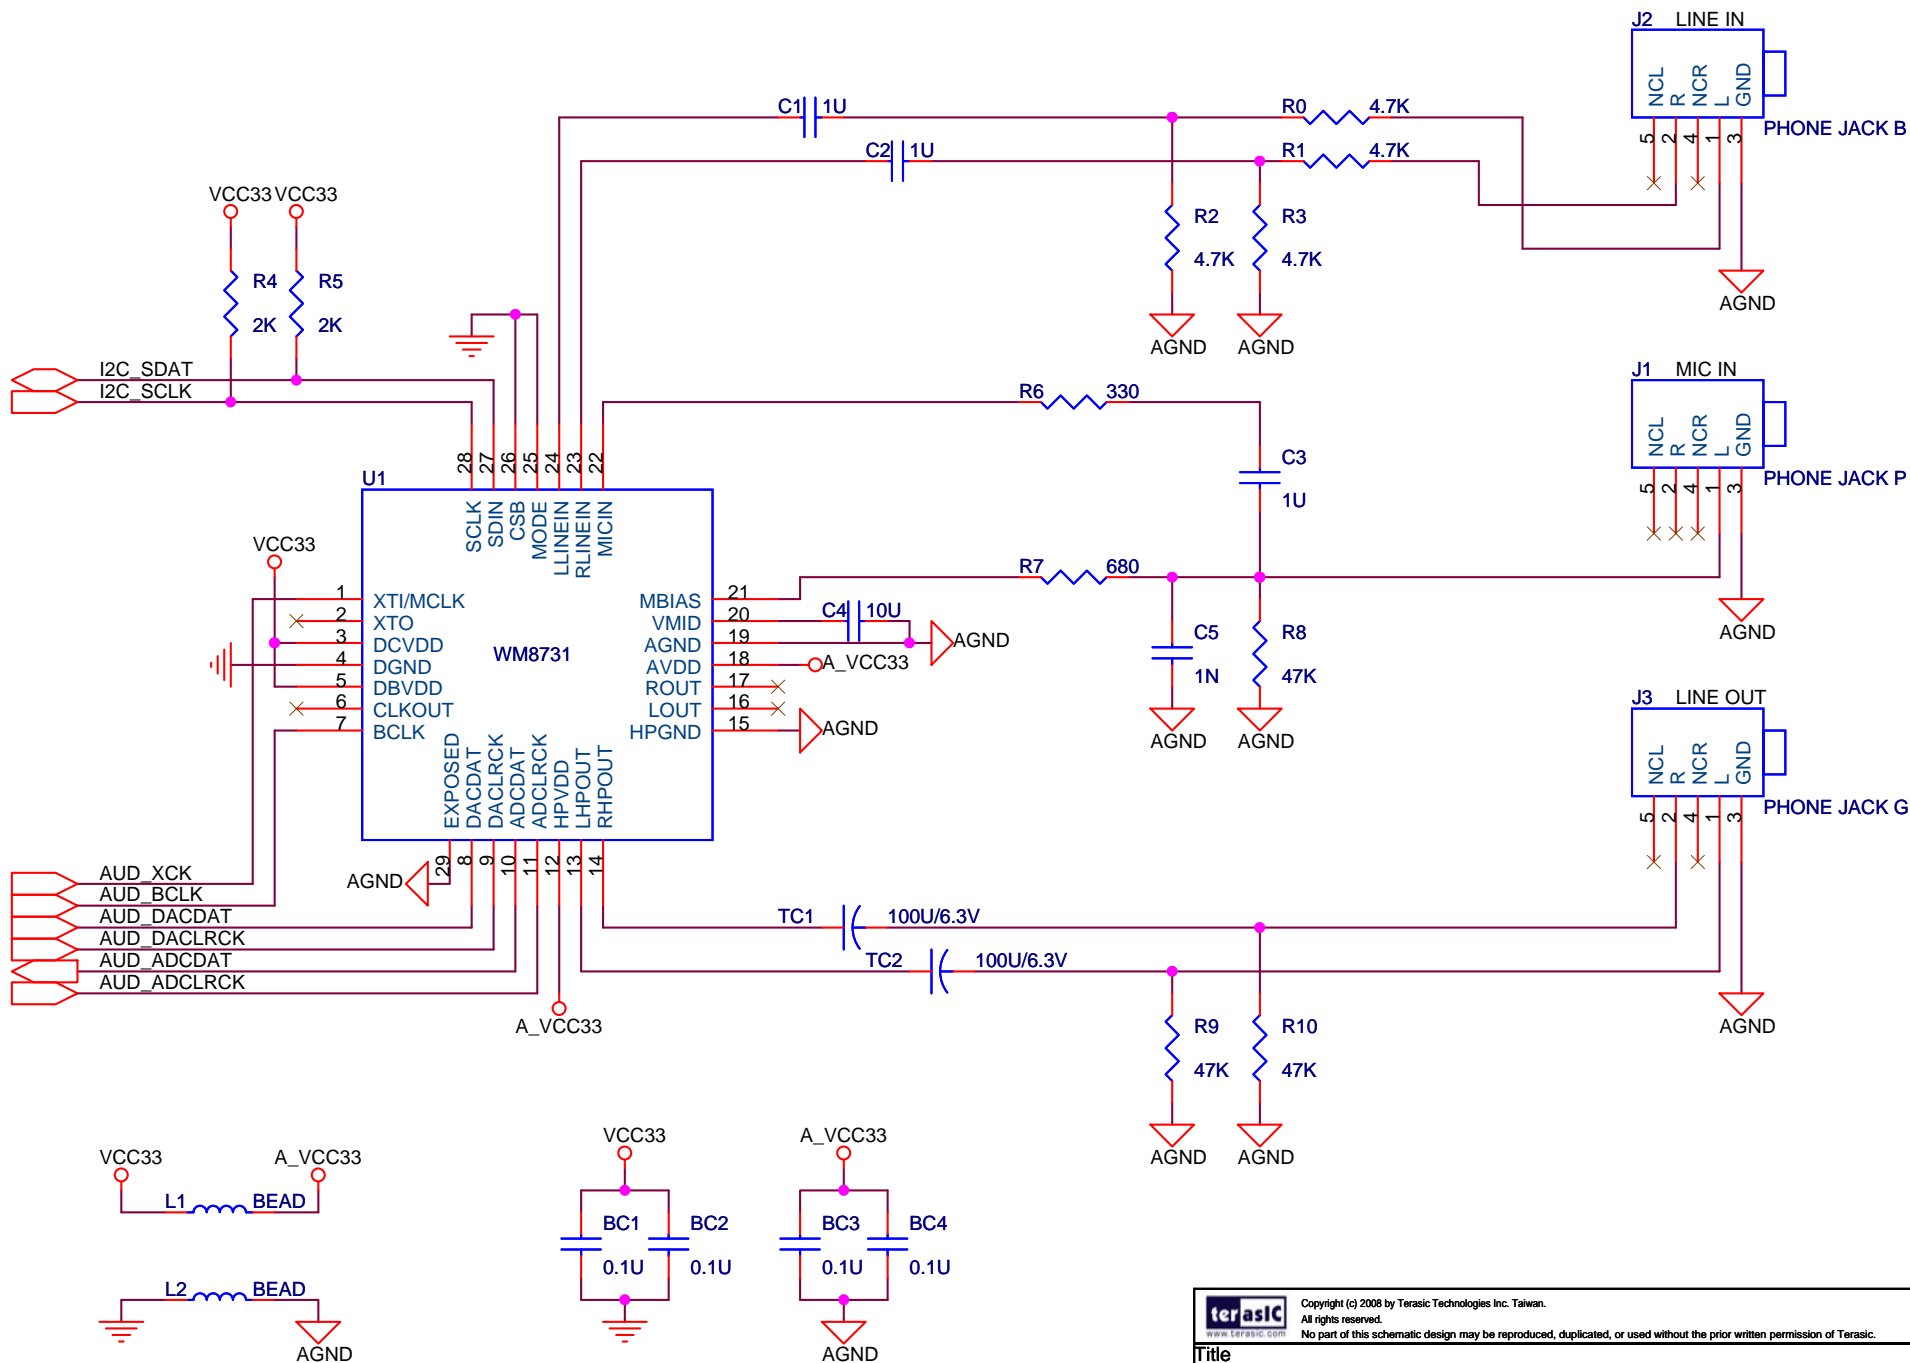 J2 LINE IN
NCL
R
NCR
L
GND
5
2
4
1
3
PHONE JACK B
C1 1U
R0 4.7K
C2 1U
R1 4.7K
VCC33 VCC33
R2
4.7K
R3
4.7K
R4
2K
R5
2K
AGND
AGND
AGND
I2C_SDAT
I2C_SCLK
J1 MIC IN
NCL
R
NCR
L
GND
5
2
4
1
3
PHONE JACK P
R6 330
C3
1U
28
27
26
25
24
23
22
U1
SCLK
SDIN
CSB
MODE
LLINEIN
RLINEIN
MICIN
VCC33
R7 680
1 XTI/MCLK
2 XTO
3 DCVDD
4 DGND
5 DBVDD
6 CLKOUT
7 BCLK
WM8731
MBIAS 21
VMID 20
AGND 19
AVDD 18
ROUT 17
LOUT 16
HPGND 15
C4 10U
AGND
A_VCC33
AGND
C5
1N
R8
47K
AGND
AGND
AGND
J3 LINE OUT
NCL
R
NCR
L
GND
5
2
4
1
3
PHONE JACK G
EXPOSED
DACDAT
DACLRCK
ADCDAT
ADCLRCK
HPVDD
LHPOUT
RHPOUT
29
8
9
10
11
12
13
14
AGND
AUD_XCK
AUD_BCLK
AUD_DACDAT
AUD_DACLRCK
AUD_ADCDAT
AUD_ADCLRCK
A_VCC33
TC1 100U/6.3V
TC2 100U/6.3V
R9
47K
R10
47K
AGND
AGND
AGND
VCC33 A_VCC33
L1 BEAD
L2 BEAD
AGND
VCC33
BC1
0.1U
BC2
0.1U
A_VCC33
BC3
0.1U
BC4
0.1U
AGND
terasIC
www.terasic.com
Copyright (c) 2008 by Terasic Technologies Inc. Taiwan.
All rights reserved.
No part of this schematic design may be reproduced, duplicated, or used without the prior written permission of Terasic.
Title